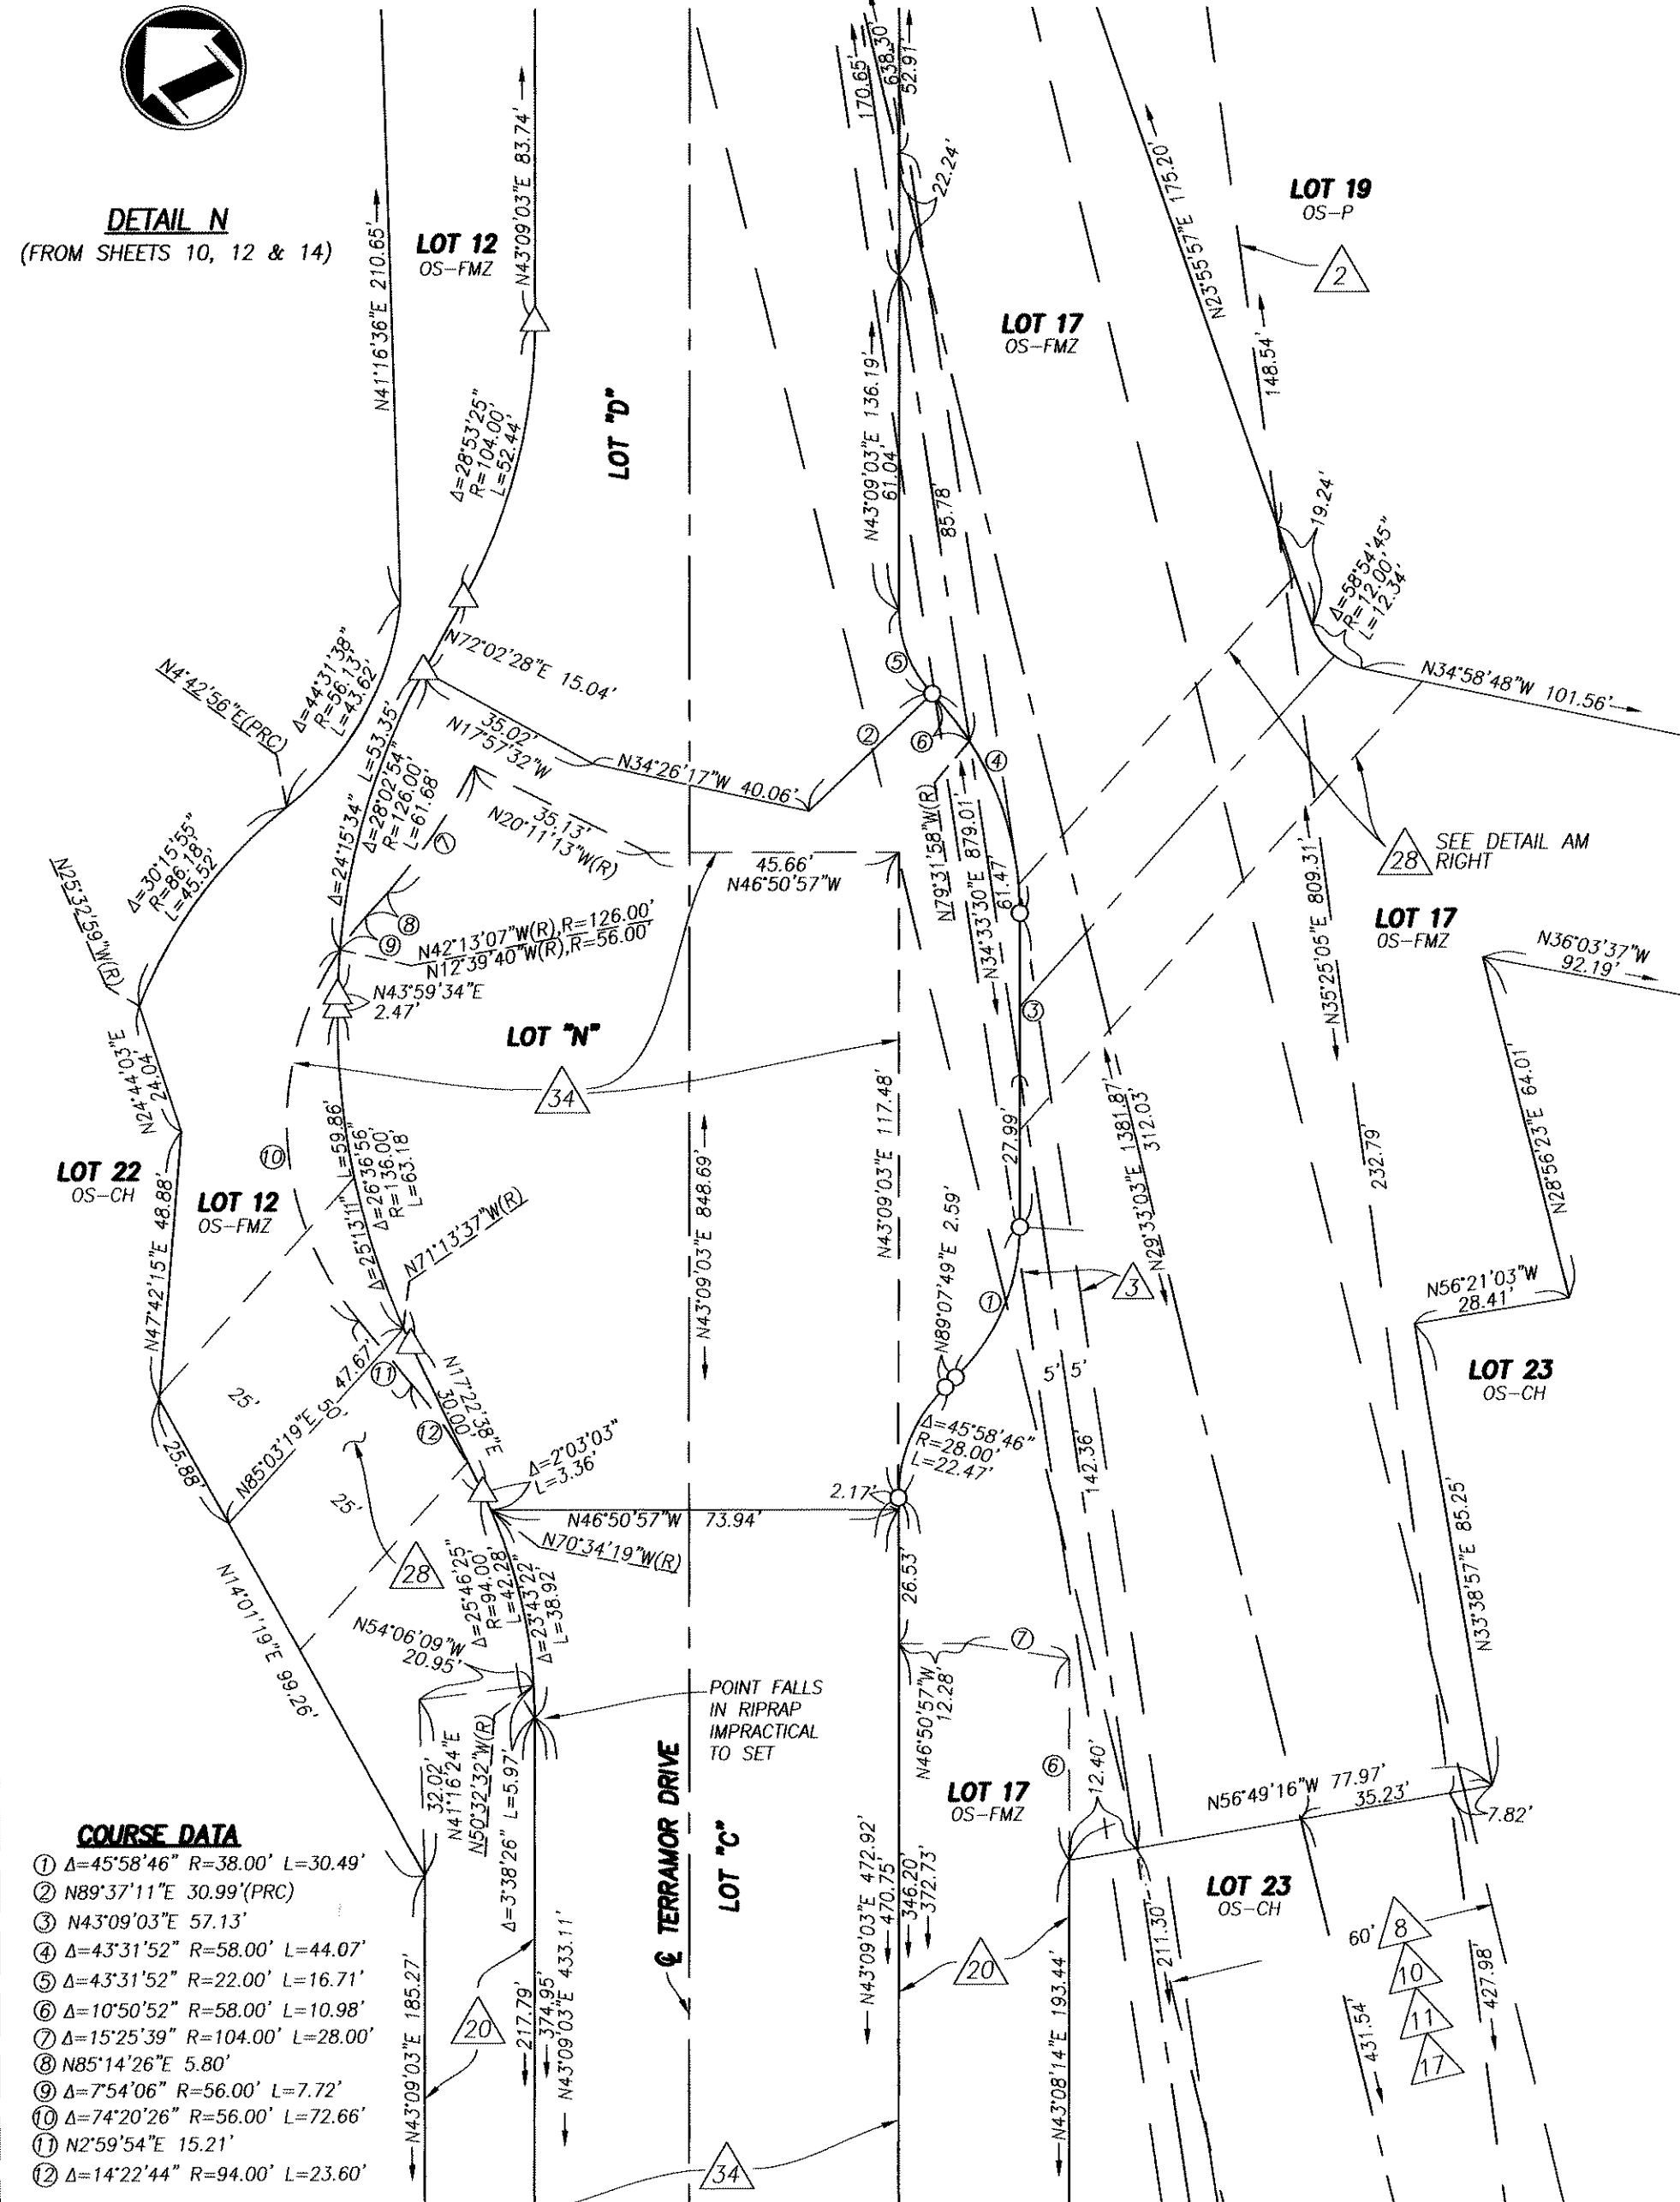 DETAIL N
(FROM SHEETS 10, 12 & 14)
N41°16'36"E 210.65'
LOT 12
OS-FMZ
N43°09'03"E 83.74'
170.65'
638.30'
52.91'
22.24'
N23°55'57"E 175.20'
LOT 19
OS-P
2
148.54'
LOT 17
OS-FMZ
Δ=28°53'25"
R=104.00'
L=52.44'
LOT "D"
N43°09'03"E 136.19'
61.04'
85.78'
19.24'
Δ=58°54'45"
R=12.00'
L=12.34'
N34°58'48"W 101.56'
N4°42'56"E(PRC)
Δ=44°31'38"
R=56.13'
L=43.62'
N72°02'28"E 15.04'
35.02'
N17°57'32"W
N34°26'17"W 40.06'
5
2
6
4
Δ=24°15'34" L=53.35'
Δ=28°02'54"
R=126.00'
L=61.68'
7
35.13'
N20°11'13"W(R)
45.66'
N46°50'57"W
N79°31'58"W(R)
N34°33'30"E 879.01'
61.47'
N35°25'05"E 809.31'
28
SEE DETAIL AM
RIGHT
LOT 17
OS-FMZ
N36°03'37"W
92.19'
Δ=30°15'55"
R=86.18'
L=45.52'
N25°32'59"W(R)
8
9
N42°13'07"W(R),R=126.00'
N12°39'40"W(R),R=56.00'
N43°59'34"E
2.47'
LOT "N"
3
N24°44'03"E
24.04'
34
N28°56'23"E 64.01'
10
LOT 22
OS-CH
LOT 12
OS-FMZ
N47°42'15"E 48.88'
Δ=25°13'11" L=59.86'
Δ=26°36'56"
R=136.00'
L=63.18'
N71°13'37"W(R)
N43°09'03"E 848.69'
N43°09'03"E 117.48'
27.99'
N29°33'03"E 1381.87'
312.03'
232.79'
N89°07'49"E 2.59'
1
3
N56°21'03"W
28.41'
LOT 23
OS-CH
5' 5'
25'
N85°03'19"E 47.67'
50'
11
12
N17°22'38"E
30.00'
25.88'
25'
Δ=2°03'03"
L=3.36'
Δ=45°58'46"
R=28.00'
L=22.47'
2.17'
142.36'
N46°50'57"W 73.94'
N70°34'19"W(R)
N33°38'57"E 85.25'
28
Δ=25°46'25"
R=94.00'
L=42.28'
Δ=23°43'22"
L=38.92'
26.53'
N14°01'19"E 99.26'
N54°06'09"W
20.95'
7
N46°50'57"W
12.28'
POINT FALLS
IN RIPRAP
IMPRACTICAL
TO SET
32.02'
N41°16'24"E
N50°32'32"W(R)
Δ=3°38'26" L=5.97'
6
12.40'
LOT 17
OS-FMZ
N56°49'16"W 77.97'
35.23'
7.82'
℄ TERRAMOR DRIVE
LOT "C"
N43°09'03"E 472.92'
470.75'
346.20'
372.73'
LOT 23
OS-CH
211.30'
60'
8
10
11
17
427.98'
431.54'
20
N43°08'14"E 193.44'
N43°09'03"E 185.27'
20
217.79'
374.95'
N43°09'03"E 433.11'
34
COURSE DATA
① Δ=45°58'46" R=38.00' L=30.49'
② N89°37'11"E 30.99'(PRC)
③ N43°09'03"E 57.13'
④ Δ=43°31'52" R=58.00' L=44.07'
⑤ Δ=43°31'52" R=22.00' L=16.71'
⑥ Δ=10°50'52" R=58.00' L=10.98'
⑦ Δ=15°25'39" R=104.00' L=28.00'
⑧ N85°14'26"E 5.80'
⑨ Δ=7°54'06" R=56.00' L=7.72'
⑩ Δ=74°20'26" R=56.00' L=72.66'
⑪ N2°59'54"E 15.21'
⑫ Δ=14°22'44" R=94.00' L=23.60'